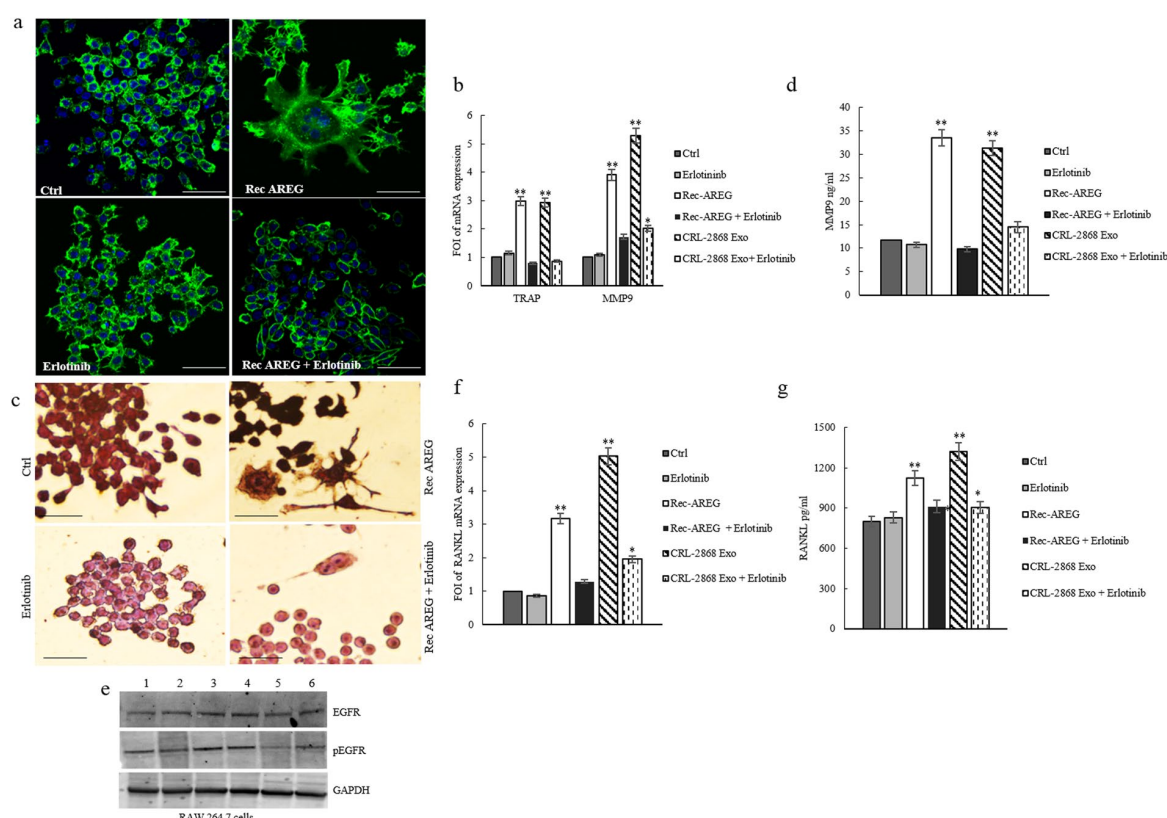 a
Ctrl
Rec AREG
Erlotinib
Rec AREG + Erlotinib
b
FOI of mRNA expression
6
5
4
3
2
1
0
**
**
**
**
*
TRAP
MMP9
Ctrl
Erlotininb
Rec-AREG
Rec-AREG + Erlotinib
CRL-2868 Exo
CRL-2868 Exo+ Erlotinib
d
MMP9 ng/ml
40
35
30
25
20
15
10
5
0
**
**
Ctrl
Erlotinib
Rec-AREG
Rec-AREG + Erlotinib
CRL-2868 Exo
CRL-2868 Exo + Erlotinib
c
Ctrl
Rec AREG
Erlotinib
Rec AREG + Erlotinib
f
FOI of RANKL mRNA expression
6
5
4
3
2
1
0
**
**
*
Ctrl
Erlotinib
Rec-AREG
Rec-AREG + Erlotinib
CRL-2868 Exo
CRL-2868 Exo + Erlotinib
g
RANKL pg/ml
1500
1200
900
600
300
0
**
**
*
Ctrl
Erlotinib
Rec-AREG
Rec-AREG + Erlotinib
CRL-2868 Exo
CRL-2868 Exo + Erlotinib
e
1 2 3 4 5 6
EGFR
pEGFR
GAPDH
RAW 264.7 cells